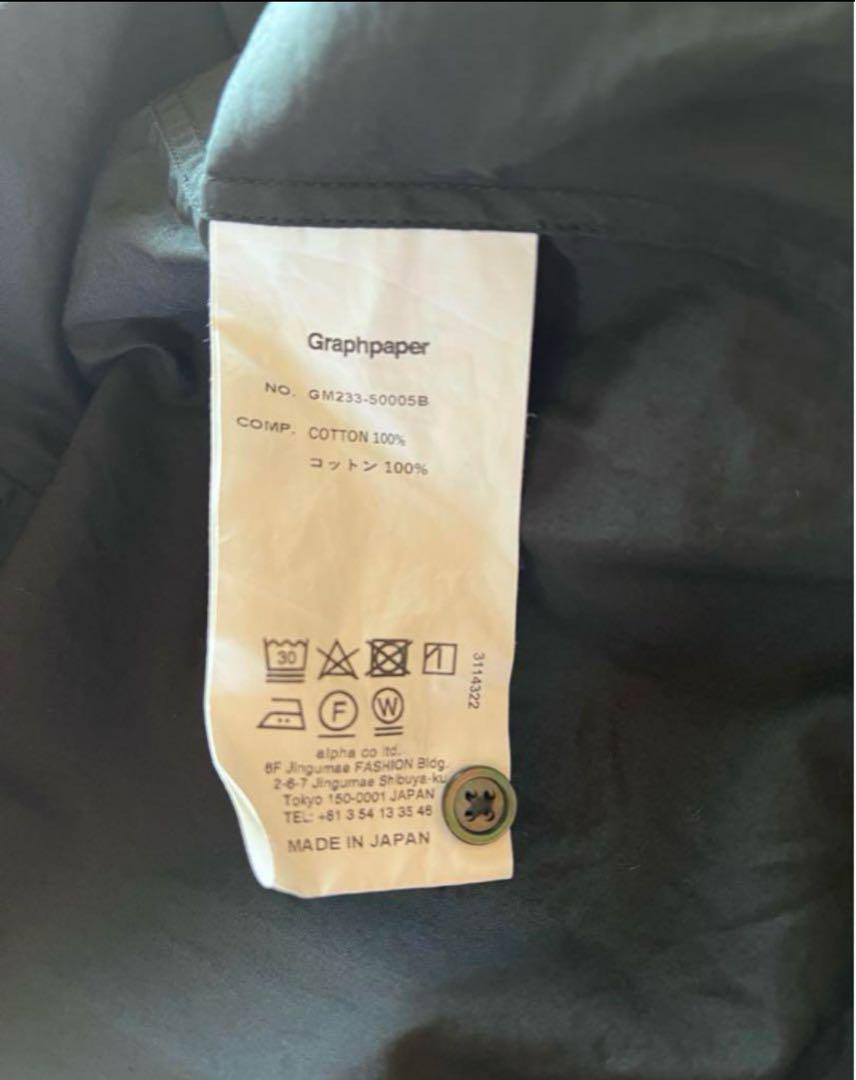 Graphpaper
NO. GM233-50005B
COMP. COTTON 100%
コットン 100%
30
3114322
F W
alpha co ltd.
6F Jingumae FASHION Bldg.
2-6-7 Jingumae Shibuya-ku
Tokyo 150-0001 JAPAN
TEL: +81 3 54 13 35 46
MADE IN JAPAN